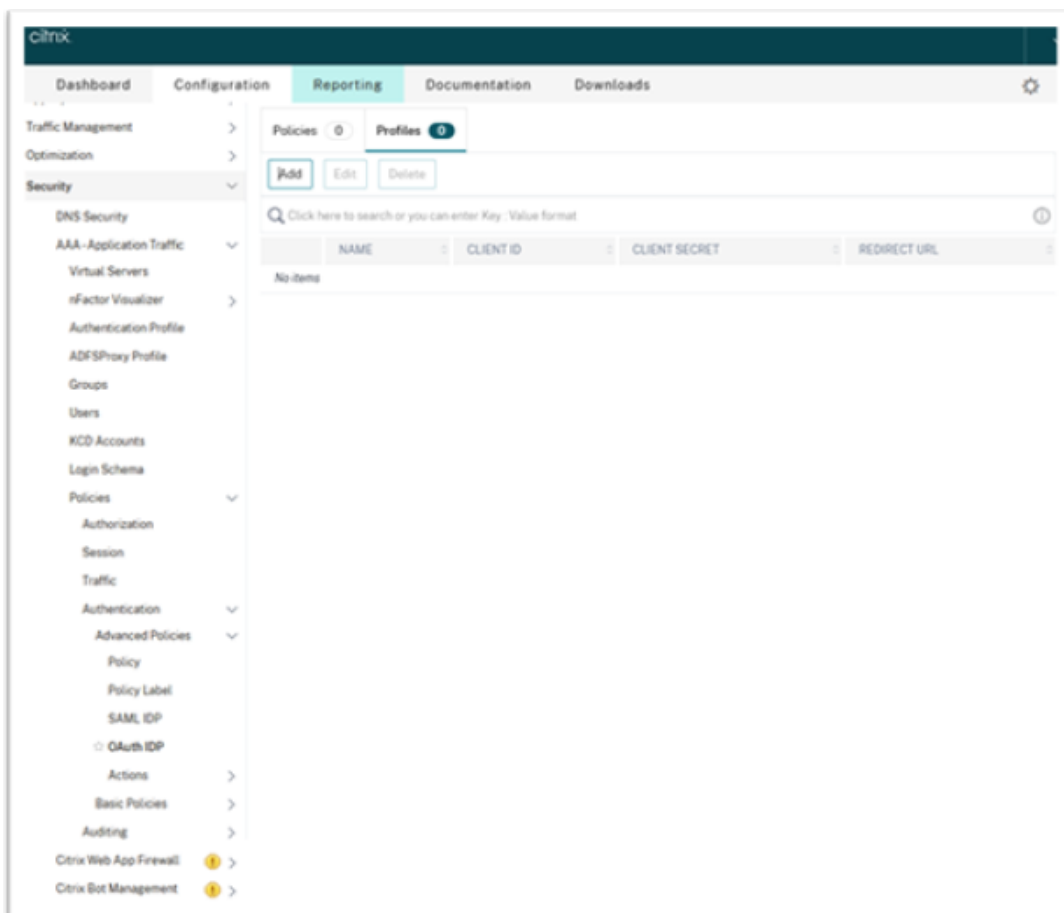 citrix
Dashboard Configuration Reporting Documentation Downloads
Traffic Management
Optimization
Security
DNS Security
AAA - Application Traffic
Virtual Servers
nFactor Visualizer
Authentication Profile
ADFSProxy Profile
Groups
Users
KCD Accounts
Login Schema
Policies
Authorization
Session
Traffic
Authentication
Advanced Policies
Policy
Policy Label
SAML IDP
OAuth IDP
Actions
Basic Policies
Auditing
Citrix Web App Firewall
Citrix Bot Management
Policies 0 Profiles 0
Add Edit Delete
Click here to search or you can enter Key : Value format
NAME CLIENT ID CLIENT SECRET REDIRECT URL
No items